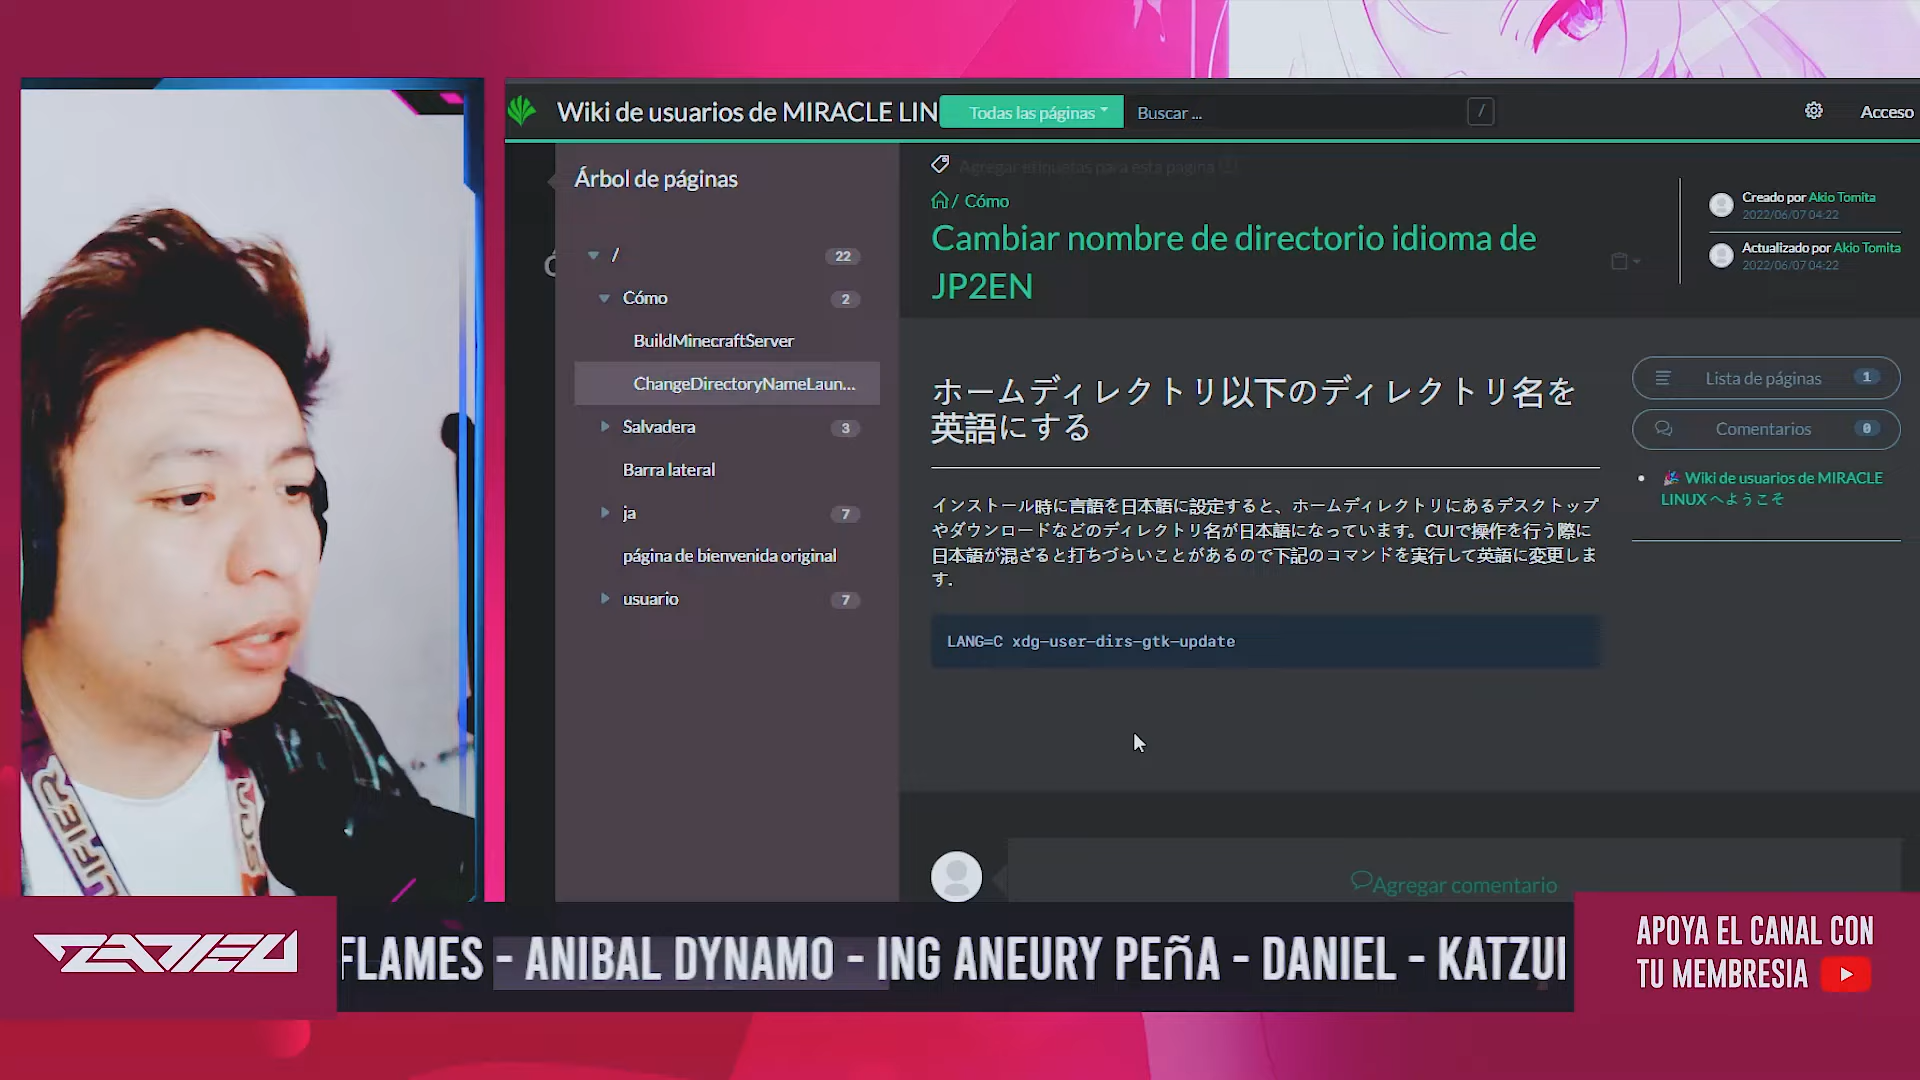 Wiki de usuarios de MIRACLE LIN
Todas las páginas
Buscar ...
/
Acceso
Árbol de páginas
/
22
Cómo
2
BuildMinecraftServer
ChangeDirectoryNameLaun...
Salvadera
3
Barra lateral
ja
7
página de bienvenida original
usuario
7
Agregar etiquetas para esta pagina
/ Cómo
Cambiar nombre de directorio idioma de
JP2EN
Creado por Akio Tomita
2022/06/07 04:22
Actualizado por Akio Tomita
2022/06/07 04:22
ホームディレクトリ以下のディレクトリ名を
英語にする
インストール時に言語を日本語に設定すると、ホームディレクトリにあるデスクトップ
やダウンロードなどのディレクトリ名が日本語になっています。CUIで操作を行う際に
日本語が混ざると打ちづらいことがあるので下記のコマンドを実行して英語に変更しま
す。
LANG=C xdg-user-dirs-gtk-update
Lista de páginas
1
Comentarios
0
Wiki de usuarios de MIRACLE
LINUX へようこそ
Agregar comentario
FLAMES - ANIBAL DYNAMO - ING ANEURY PEñA - DANIEL - KATZUI
APOYA EL CANAL CON
TU MEMBRESIA